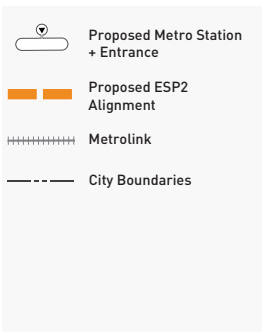 Proposed Metro Station
+ Entrance
Proposed ESP2
Alignment
Metrolink
City Boundaries